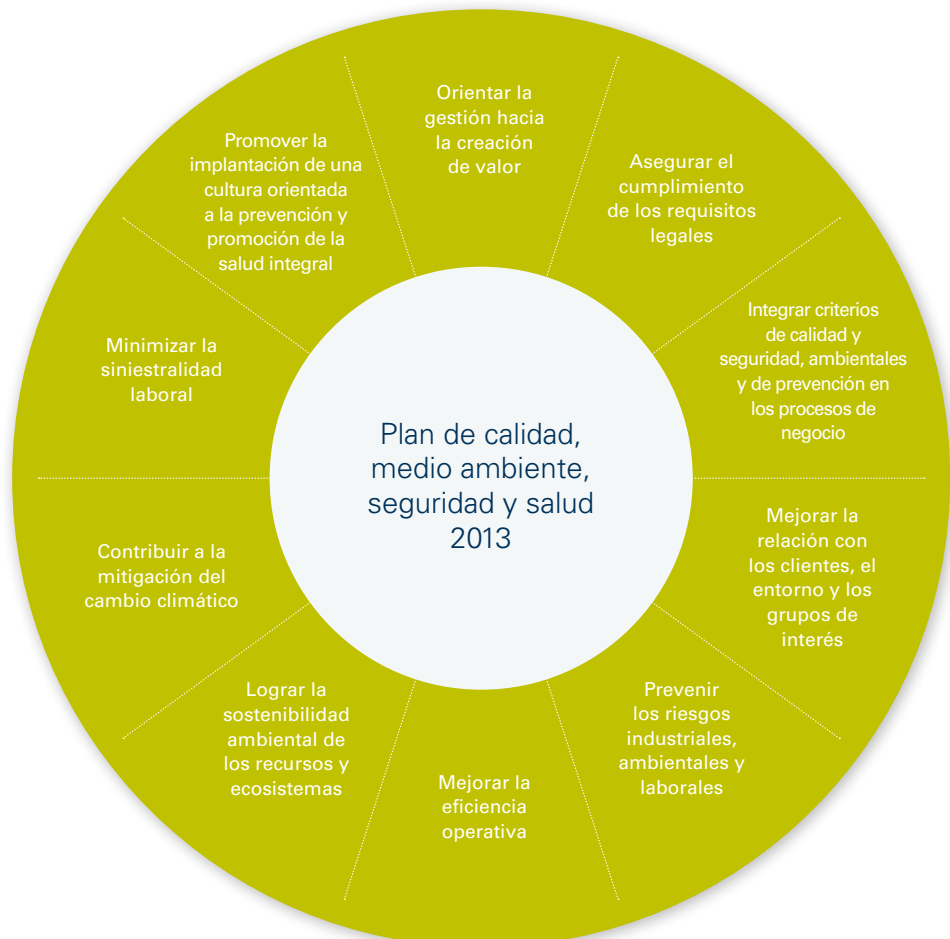 Orientar la
gestión hacia
la creación
de valor
Asegurar el
cumplimiento
de los requisitos
legales
Integrar criterios
de calidad y
seguridad, ambientales
y de prevención en
los procesos de
negocio
Mejorar la
relación con
los clientes, el
entorno y los
grupos de
interés
Prevenir
los riesgos
industriales,
ambientales y
laborales
Mejorar la
eficiencia
operativa
Lograr la
sostenibilidad
ambiental de
los recursos y
ecosistemas
Contribuir a la
mitigación del
cambio climático
Minimizar la
siniestralidad
laboral
Promover la
implantación de una
cultura orientada
a la prevención y
promoción de la
salud integral
Plan de calidad,
medio ambiente,
seguridad y salud
2013